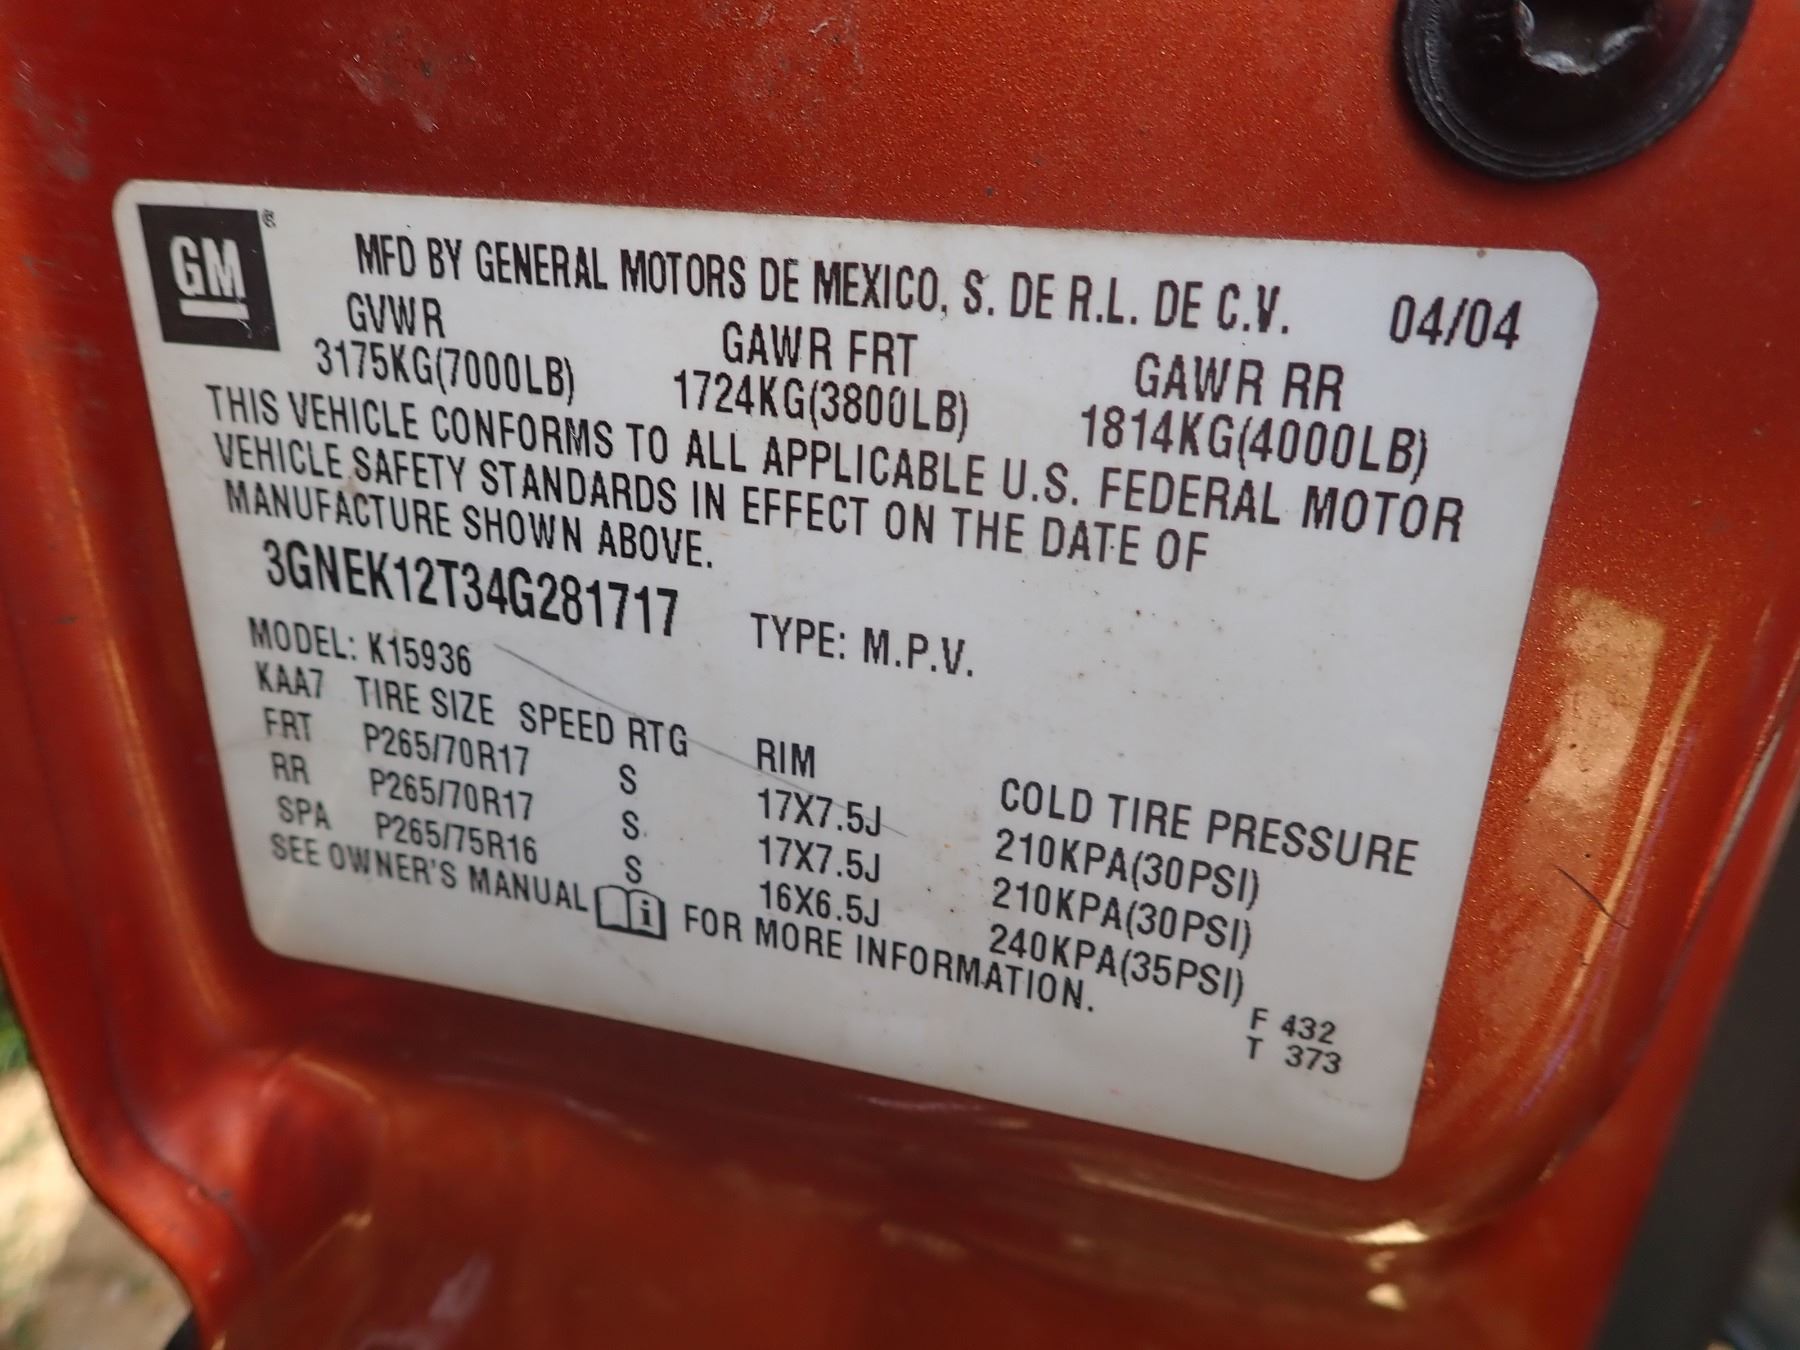 GM ®
MFD BY GENERAL MOTORS DE MEXICO, S. DE R.L. DE C.V. 04/04
GVWR GAWR FRT GAWR RR
3175KG(7000LB) 1724KG(3800LB) 1814KG(4000LB)
THIS VEHICLE CONFORMS TO ALL APPLICABLE U.S. FEDERAL MOTOR
VEHICLE SAFETY STANDARDS IN EFFECT ON THE DATE OF
MANUFACTURE SHOWN ABOVE.
3GNEK12T34G281717 TYPE: M.P.V.
MODEL: K15936
KAA7 TIRE SIZE SPEED RTG RIM COLD TIRE PRESSURE
FRT P265/70R17 S 17X7.5J 210KPA(30PSI)
RR P265/70R17 S 17X7.5J 210KPA(30PSI)
SPA P265/75R16 S 16X6.5J 240KPA(35PSI)
SEE OWNER'S MANUAL i FOR MORE INFORMATION.
F 432
T 373